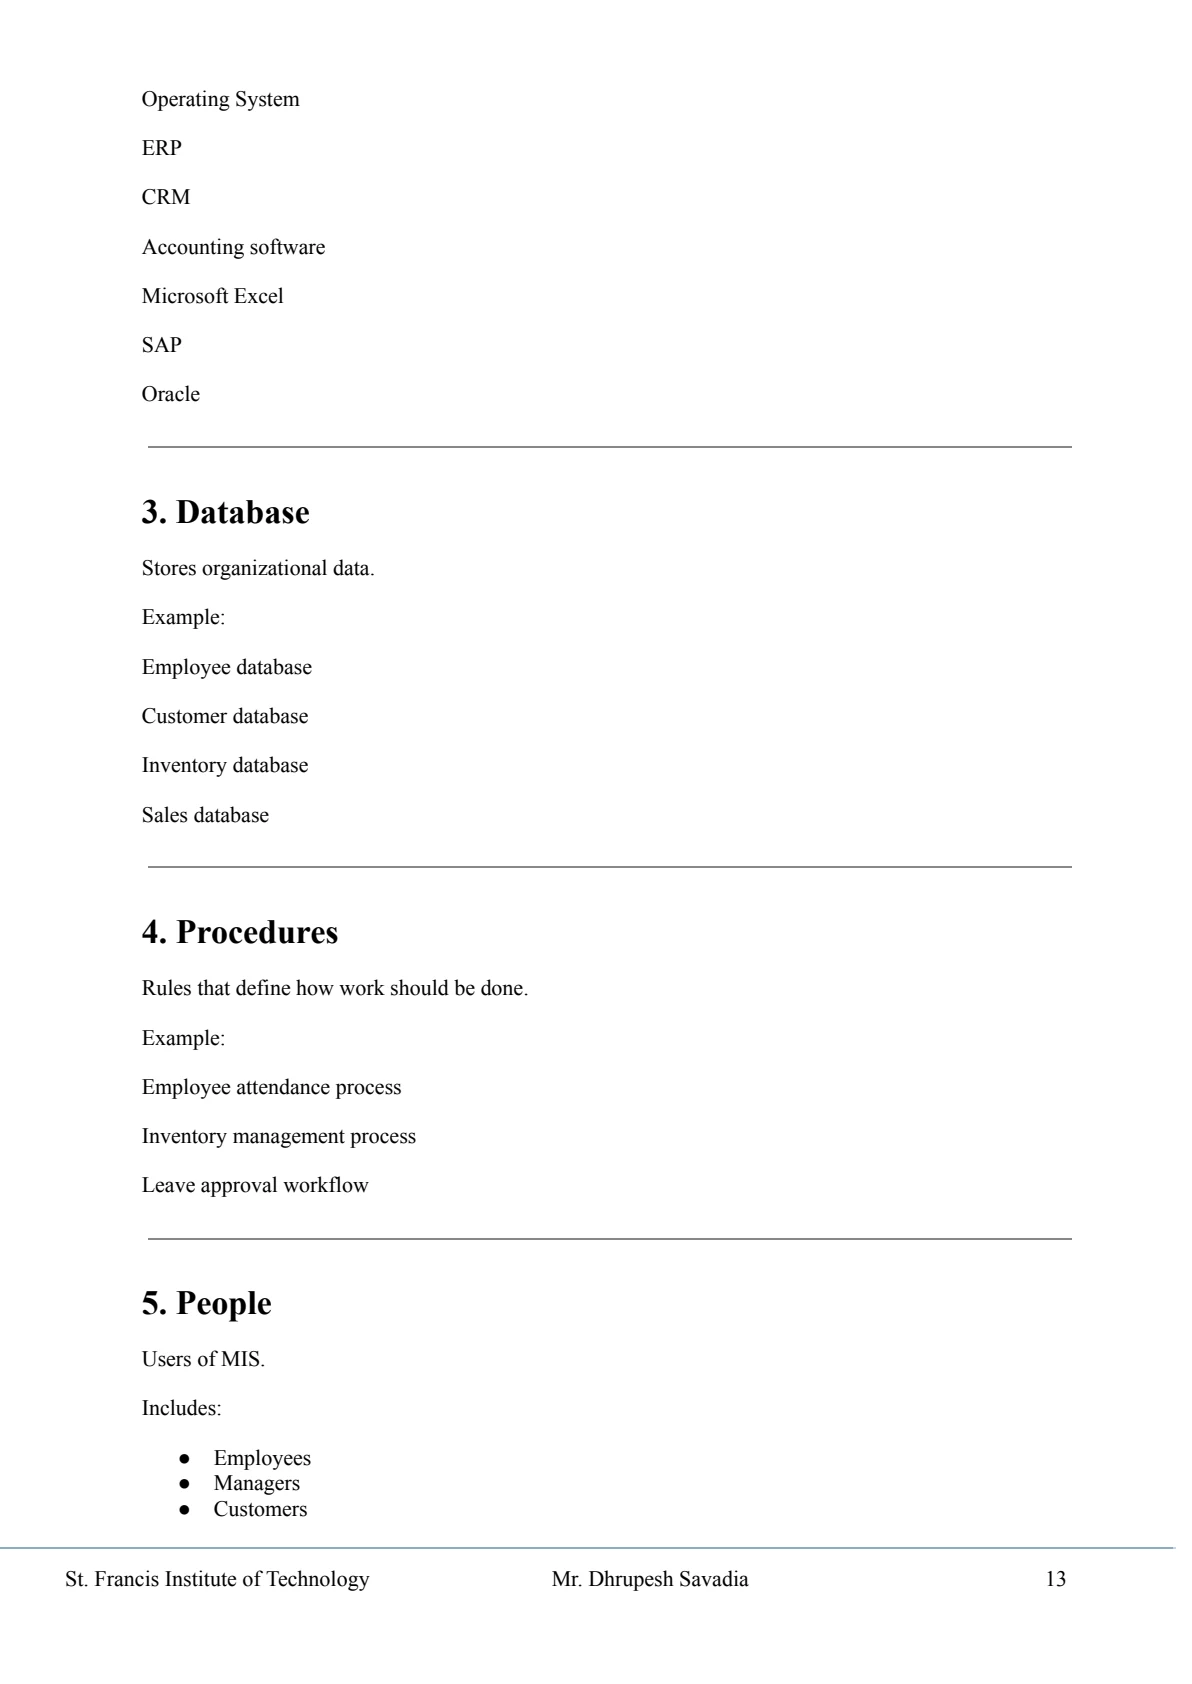 Operating System
ERP
CRM
Accounting software
Microsoft Excel
SAP
Oracle
3. Database
Stores organizational data.
Example:
Employee database
Customer database
Inventory database
Sales database
4. Procedures
Rules that define how work should be done.
Example:
Employee attendance process
Inventory management process
Leave approval workflow
5. People
Users of MIS.
Includes:
● Employees
● Managers
● Customers
St. Francis Institute of Technology Mr. Dhrupesh Savadia 13